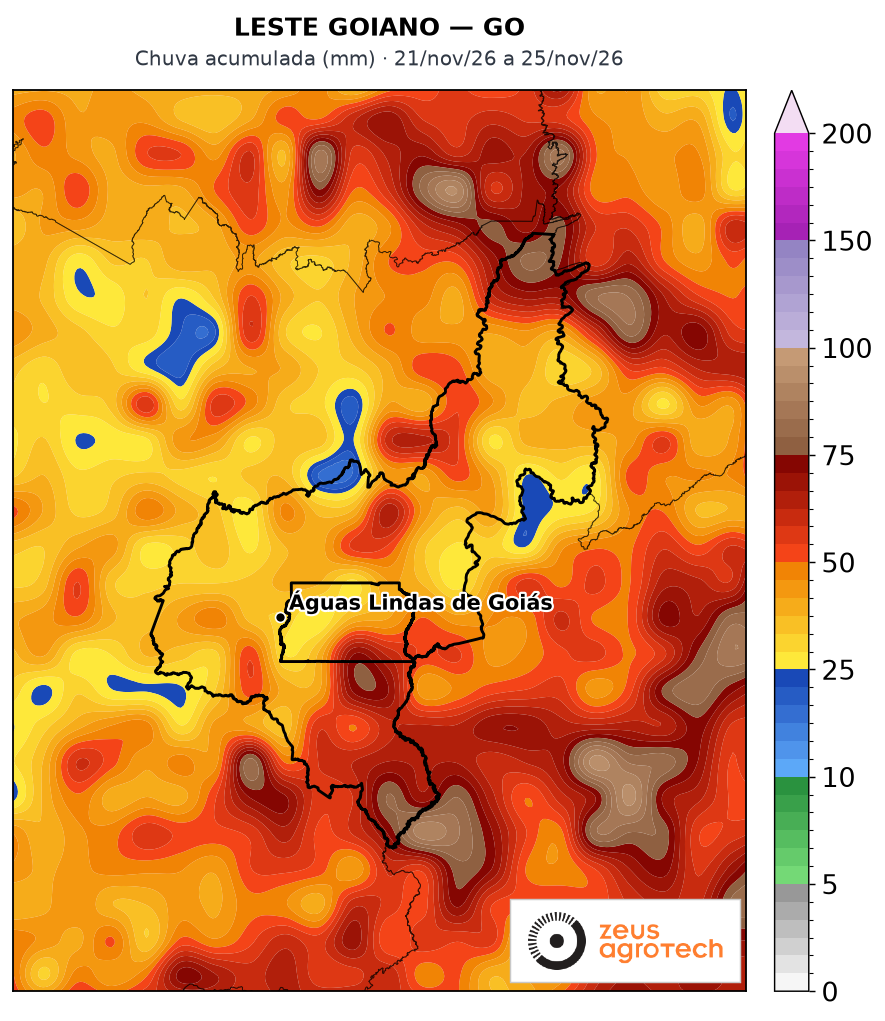 LESTE GOIANO — GO
Chuva acumulada (mm) · 21/nov/26 a 25/nov/26
200
150
100
75
50
25
10
5
0
Águas Lindas de Goiás
zeus
agrotech